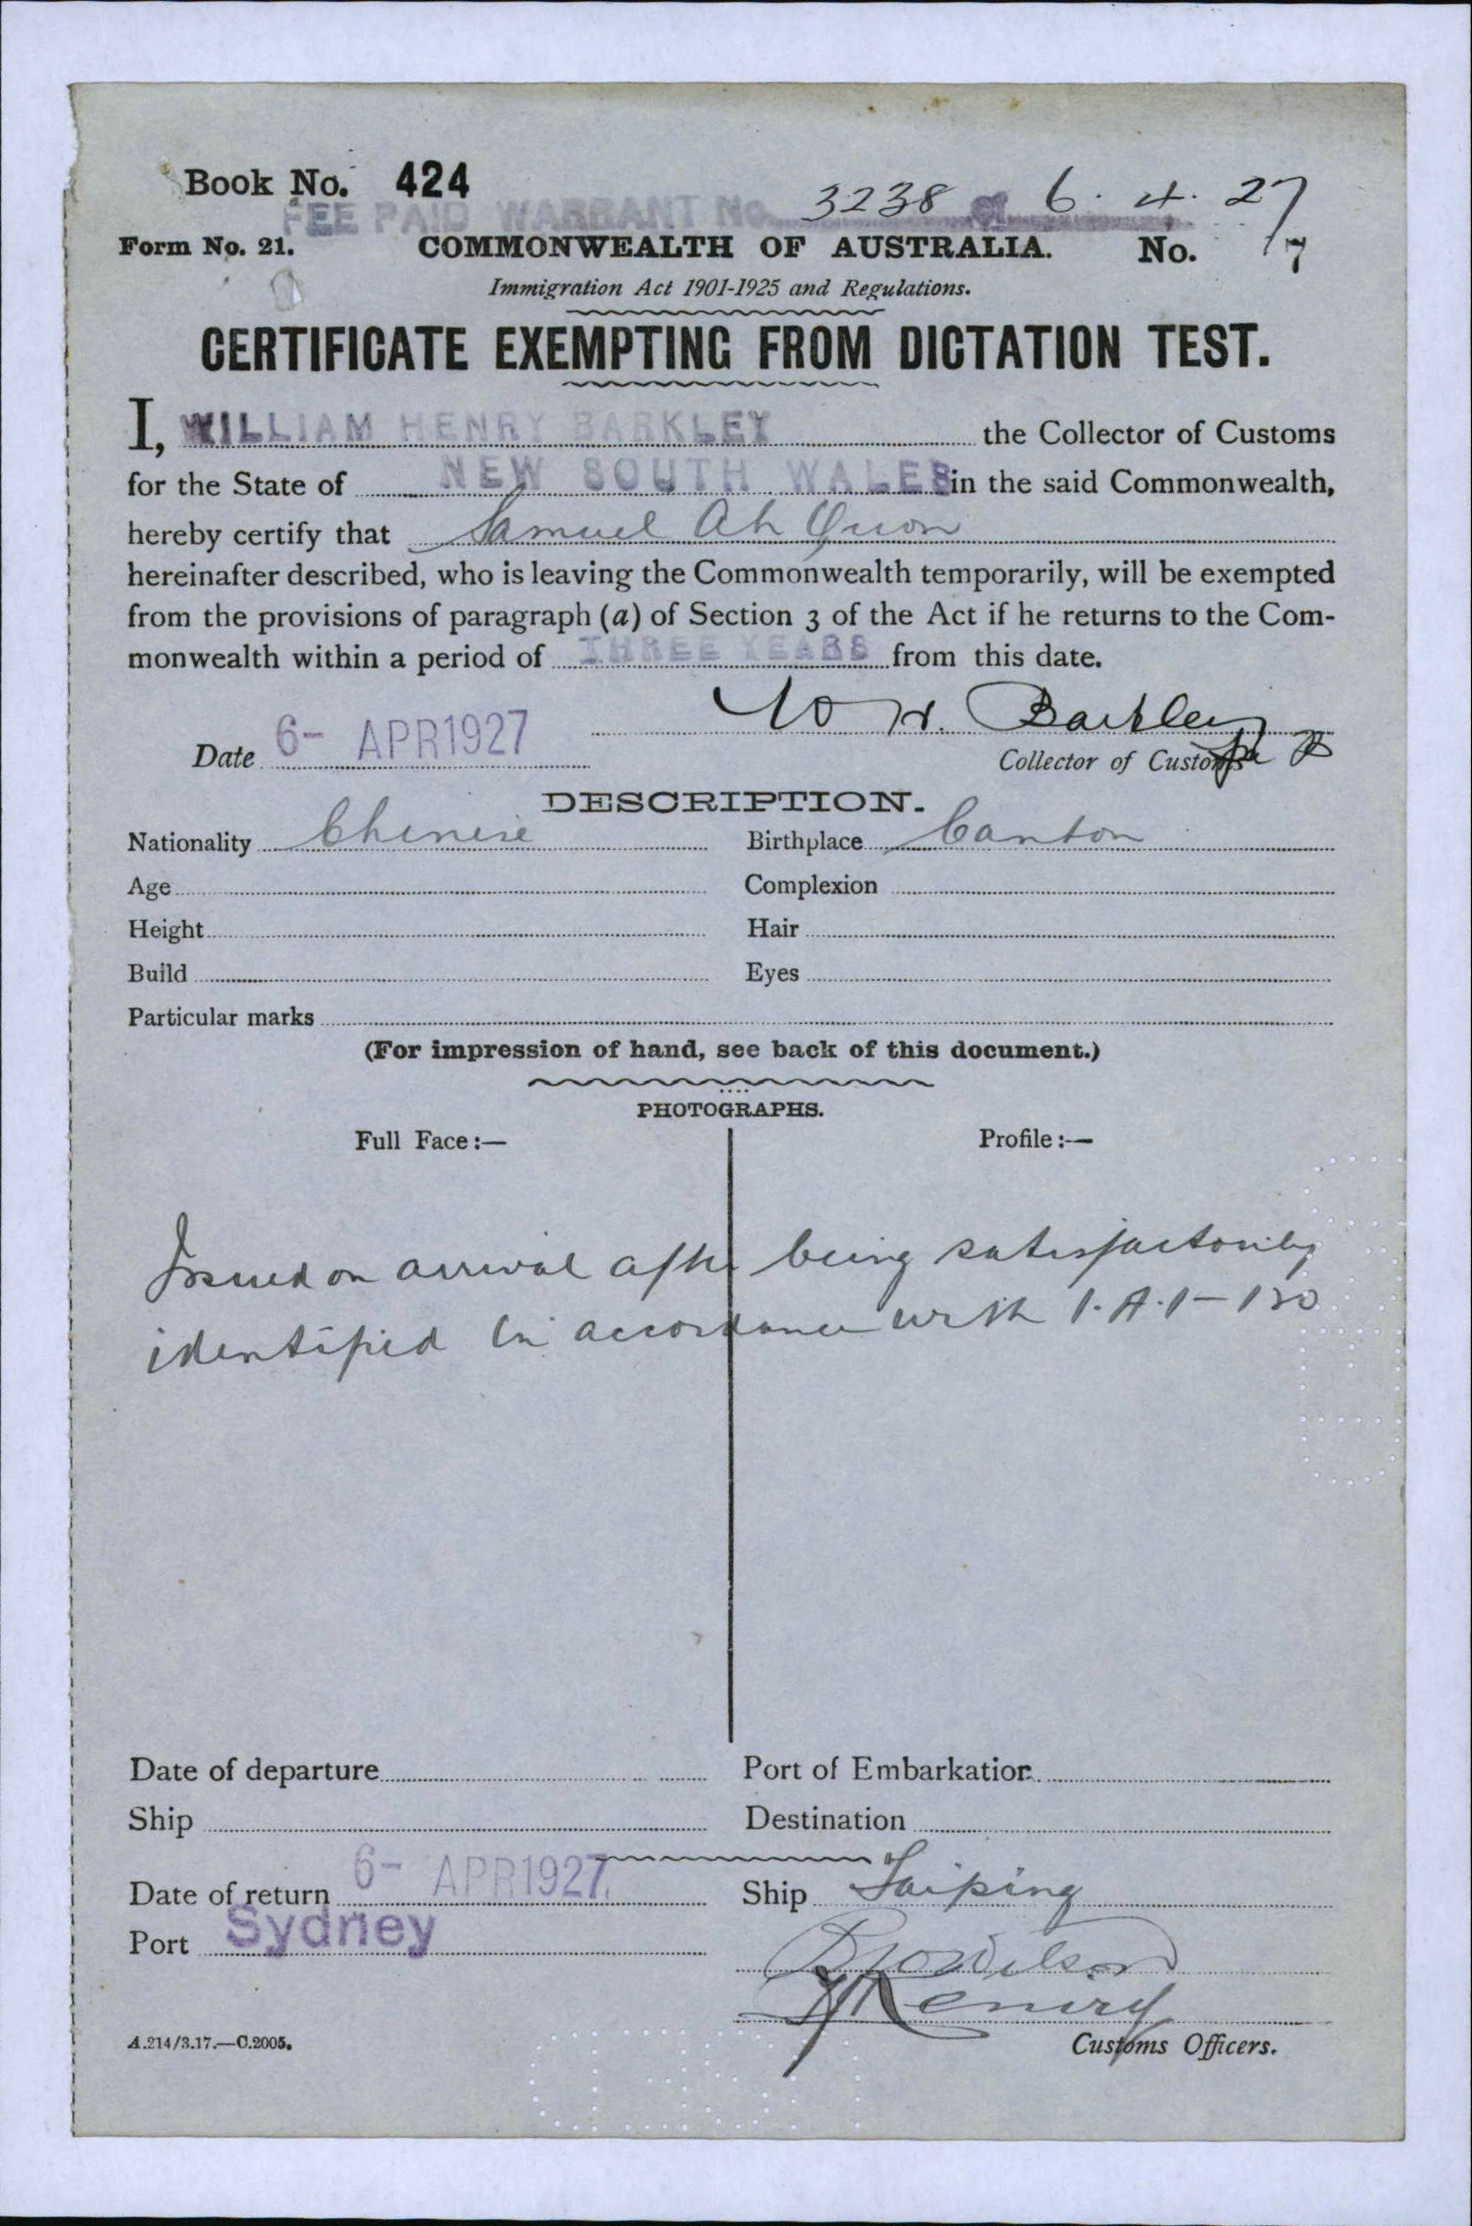 Book No. 424
FEE PAID WARRANT No. 3238 of 6. 4. 27
Form No. 21. COMMONWEALTH OF AUSTRALIA. No. 7
Immigration Act 1901-1925 and Regulations.
CERTIFICATE EXEMPTING FROM DICTATION TEST.
I, WILLIAM HENRY BARKLEY the Collector of Customs
for the State of NEW SOUTH WALES in the said Commonwealth,
hereby certify that Samuel Ah Quon
hereinafter described, who is leaving the Commonwealth temporarily, will be exempted
from the provisions of paragraph (a) of Section 3 of the Act if he returns to the Com-
monwealth within a period of THREE YEARS from this date.
W H. Barkley
Date 6- APR 1927 Collector of Customs
DESCRIPTION.
Nationality Chinese Birthplace Canton
Age Complexion
Height Hair
Build Eyes
Particular marks
(For impression of hand, see back of this document.)
PHOTOGRAPHS.
Full Face:— Profile:—
Issued on arrival after being satisfactorily
identified in accordance with I.A.1-120
Date of departure Port of Embarkation
Ship Destination
Date of return 6- APR 1927 Ship Taiping
Port Sydney
Wilson
Customs Officers.
A.214/3.17.—C.2005.